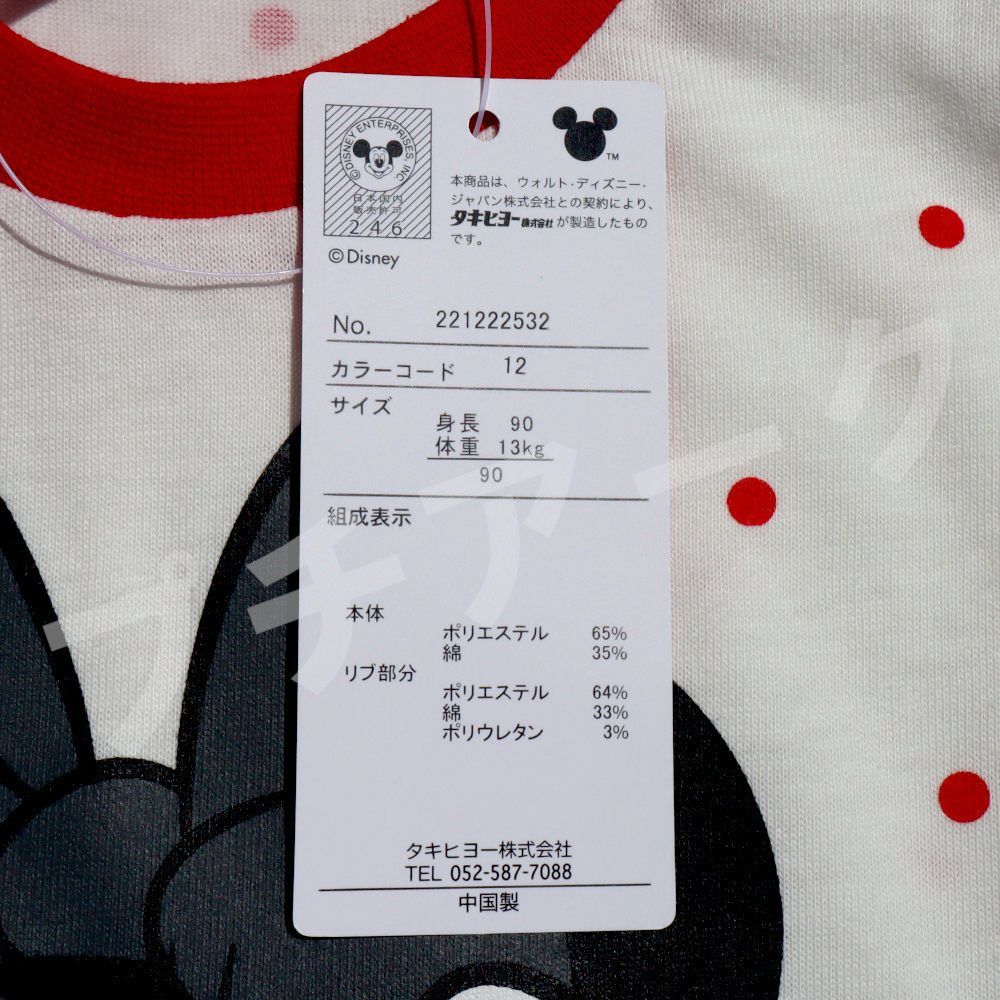 ©DISNEY ENTERPRISES, INC.
日本国内
販売許可
246
©Disney
TM
本商品は、ウォルト・ディズニー・
ジャパン株式会社との契約により、
タキヒヨー株式会社が製造したもの
です。
No. 221222532
カラーコード 12
サイズ
身長 90
体重 13kg
90
組成表示
本体
ポリエステル 65%
綿 35%
リブ部分
ポリエステル 64%
綿 33%
ポリウレタン 3%
タキヒヨー株式会社
TEL 052-587-7088
中国製
プチアーク